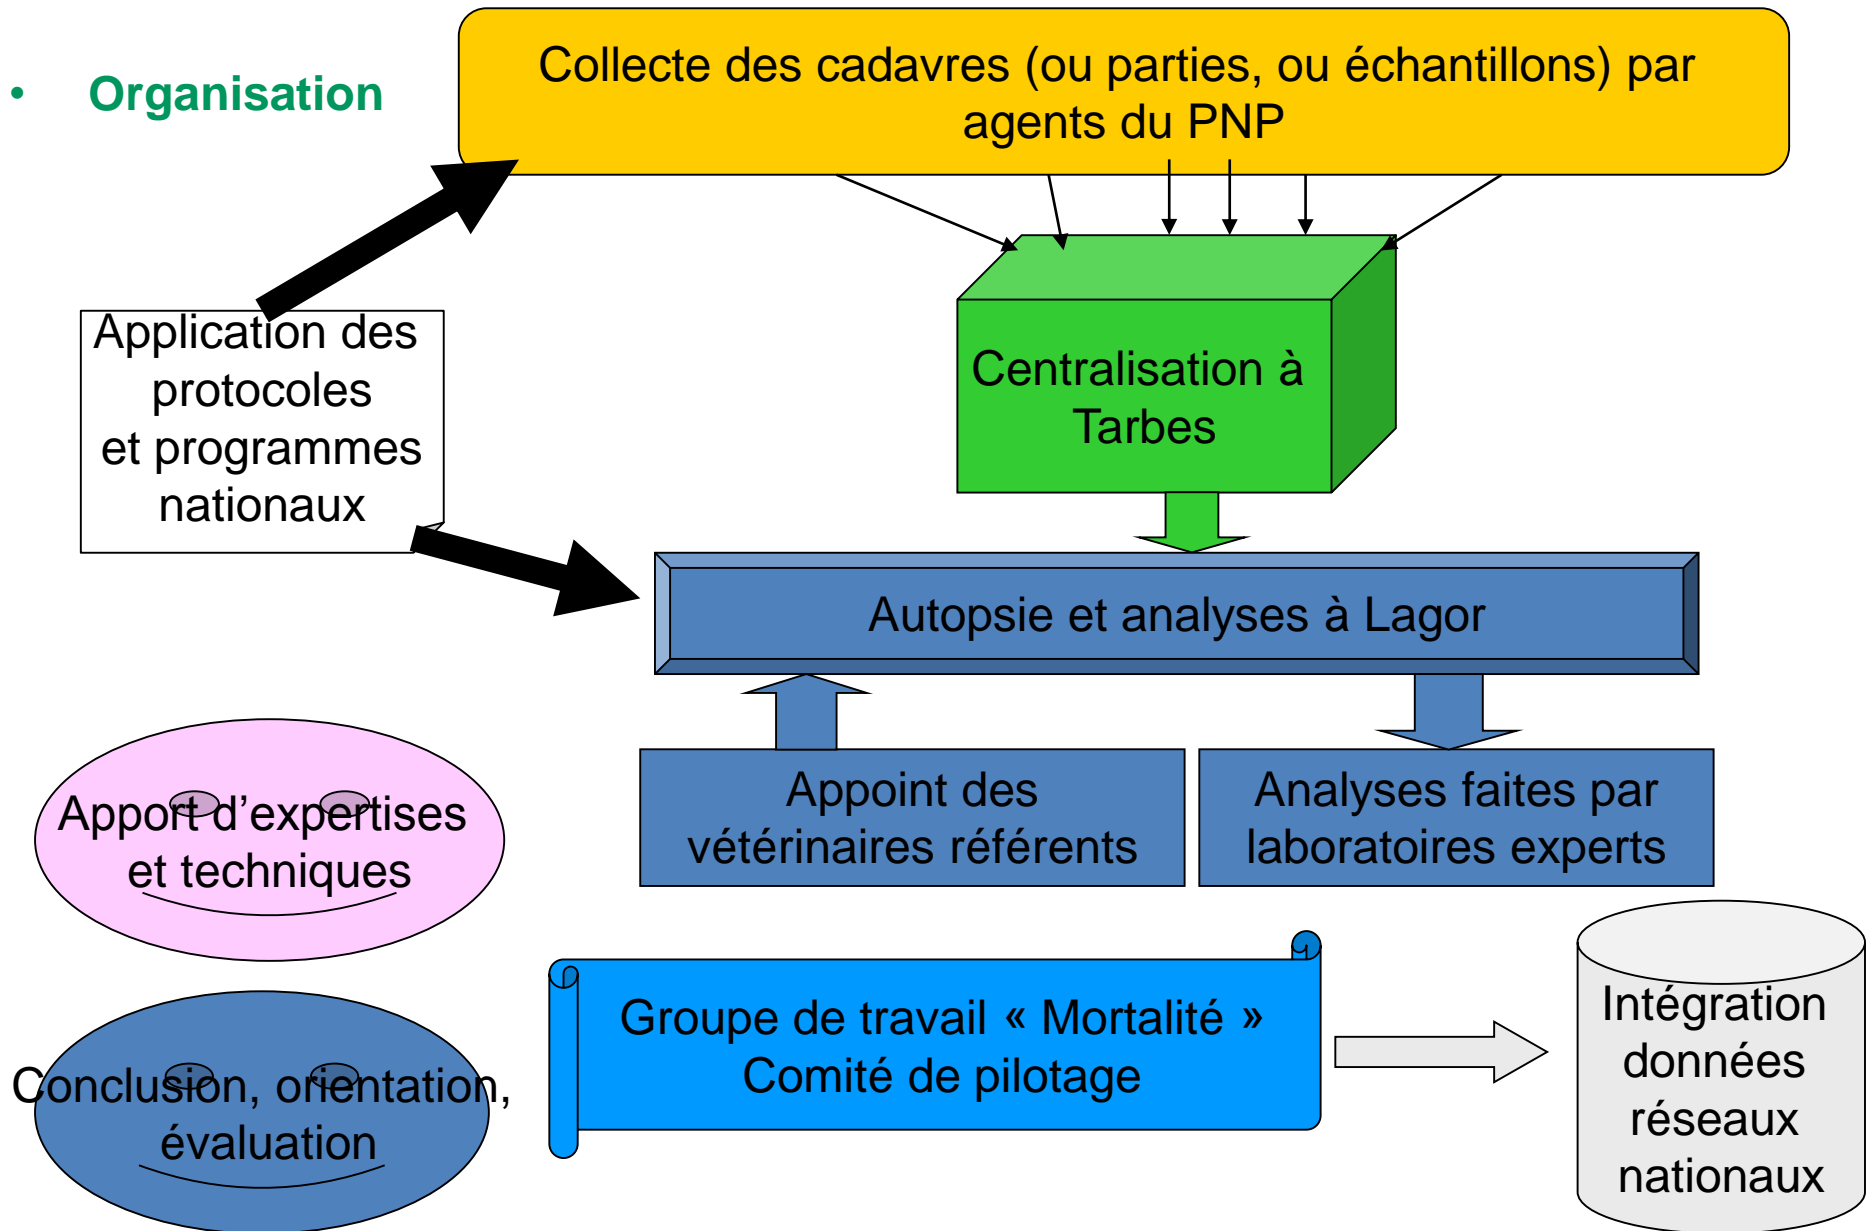 • Organisation
Collecte des cadavres (ou parties, ou échantillons) par
agents du PNP
Application des
protocoles
et programmes
nationaux
Centralisation à
Tarbes
Autopsie et analyses à Lagor
Appoint des
vétérinaires référents
Analyses faites par
laboratoires experts
Apport d’expertises
et techniques
Conclusion, orientation,
évaluation
Groupe de travail « Mortalité »
Comité de pilotage
Intégration
données
réseaux
nationaux